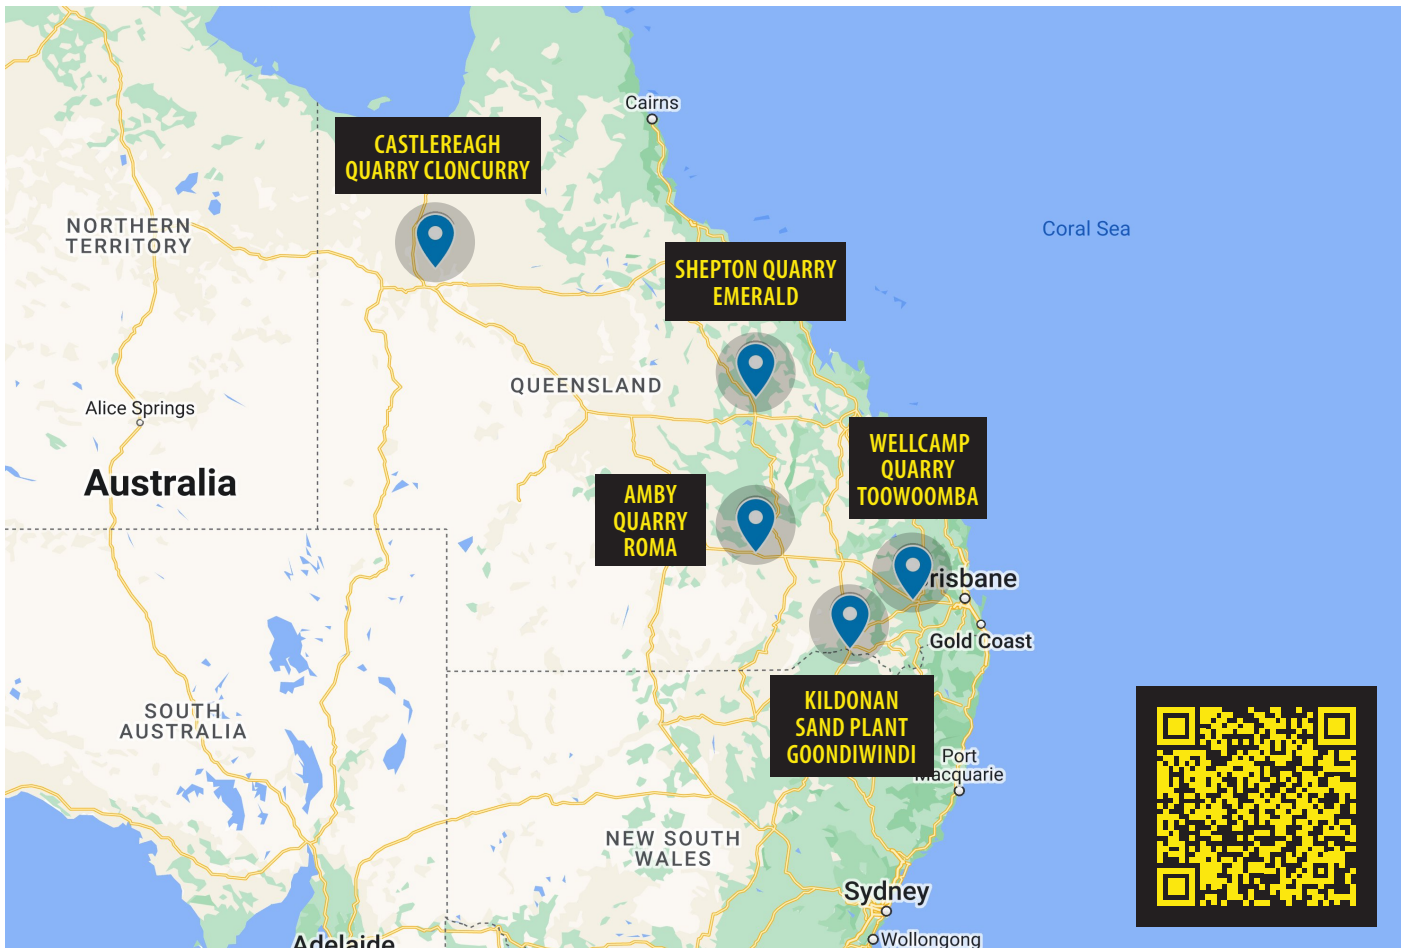 Cairns
CASTLEREAGH
QUARRY CLONCURRY
NORTHERN
TERRITORY
Coral Sea
SHEPTON QUARRY
EMERALD
QUEENSLAND
Alice Springs
WELLCAMP
QUARRY
TOOWOOMBA
Australia
AMBY
QUARRY
ROMA
risbane
Gold Coast
KILDONAN
SAND PLANT
GOONDIWINDI
SOUTH
AUSTRALIA
Port
Macquarie
NEW SOUTH
WALES
Sydney
Wollongong
Adelaide